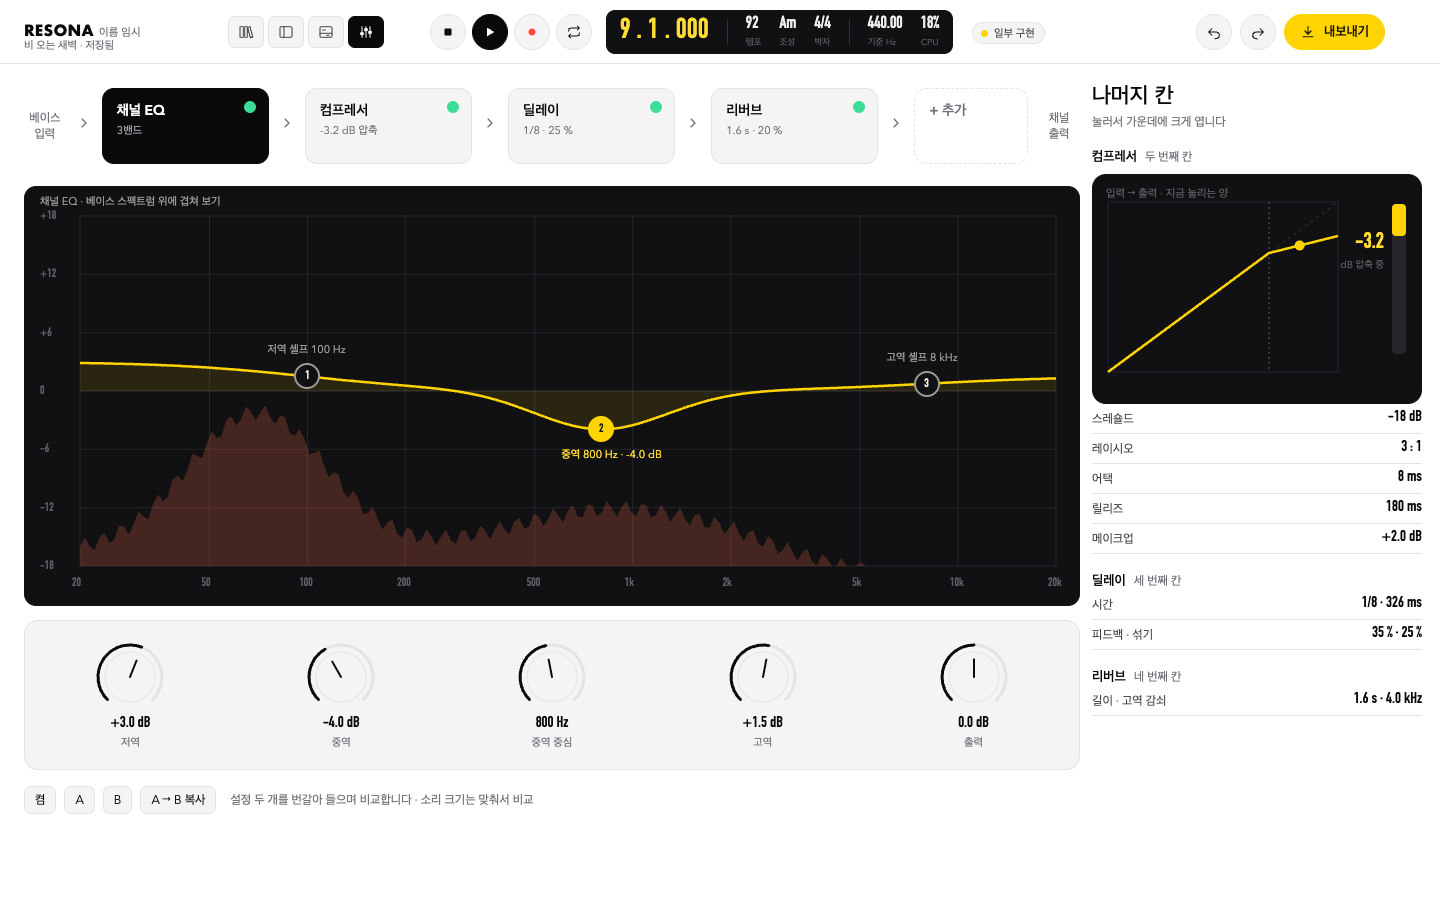 RESONA 이름 임시
비 오는 새벽 · 저장됨
9.1.000
92 Am 4/4 440.00 18%
템포 조성 박자 기준 Hz CPU
일부 구현
내보내기
베이스
입력
채널 EQ
3밴드
컴프레서
-3.2 dB 압축
딜레이
1/8 · 25 %
리버브
1.6 s · 20 %
+ 추가
채널
출력
채널 EQ · 베이스 스펙트럼 위에 겹쳐 보기
+18
+12
+6
0
−6
−12
−18
저역 셸프 100 Hz
1
2
중역 800 Hz · -4.0 dB
고역 셸프 8 kHz
3
20 50 100 200 500 1k 2k 5k 10k 20k
+3.0 dB
저역
−4.0 dB
중역
800 Hz
중역 중심
+1.5 dB
고역
0.0 dB
출력
켬 A B A→B 복사 설정 두 개를 번갈아 들으며 비교합니다 · 소리 크기는 맞춰서 비교
나머지 칸
눌러서 가운데에 크게 엽니다
컴프레서 두 번째 칸
입력 → 출력 · 지금 눌리는 양
−3.2
dB 압축 중
스레숄드 −18 dB
레이시오 3 : 1
어택 8 ms
릴리즈 180 ms
메이크업 +2.0 dB
딜레이 세 번째 칸
시간 1/8 · 326 ms
피드백 · 섞기 35 % · 25 %
리버브 네 번째 칸
길이 · 고역 감쇠 1.6 s · 4.0 kHz